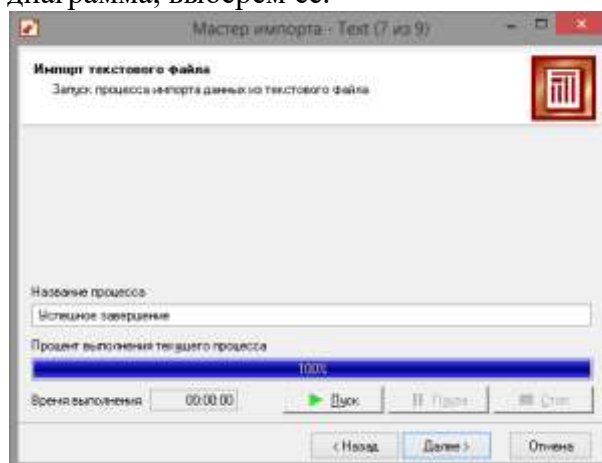 диаграмма, выберем ее.
Мастер импорта - Text (7 из 9)
Импорт текстового файла
Запуск процесса импорта данных из текстового файла
Название процесса
Успешное завершение
Процент выполнения текущего процесса
100%
Время выполнения 00:00:00 Пуск Пауза Стоп
< Назад Далее > Отмена